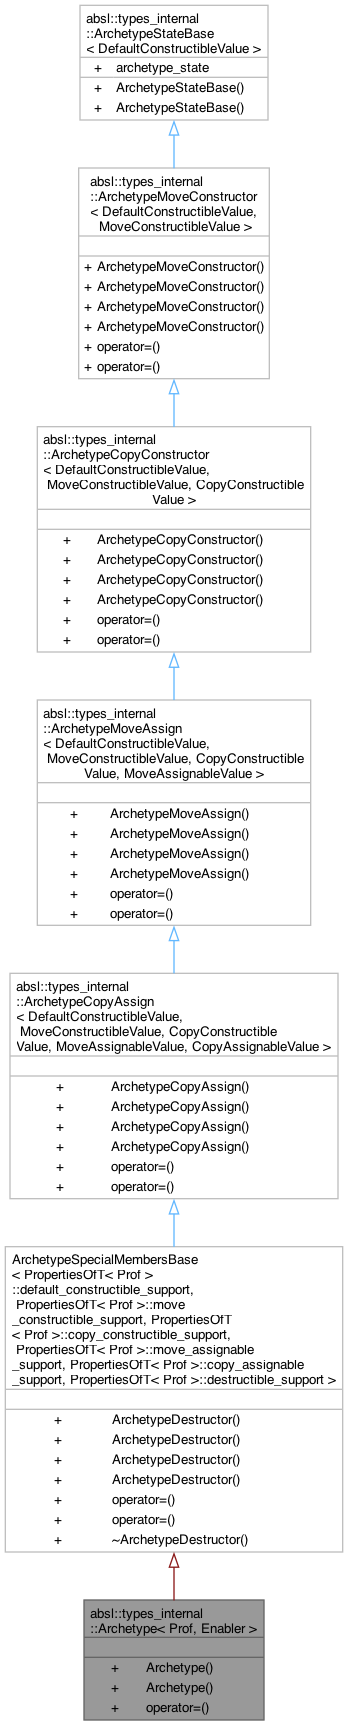 absl::types_internal
::ArchetypeStateBase
< DefaultConstructibleValue >
+ archetype_state
+ ArchetypeStateBase()
+ ArchetypeStateBase()
absl::types_internal
::ArchetypeMoveConstructor
< DefaultConstructibleValue,
MoveConstructibleValue >
+ ArchetypeMoveConstructor()
+ ArchetypeMoveConstructor()
+ ArchetypeMoveConstructor()
+ ArchetypeMoveConstructor()
+ operator=()
+ operator=()
absl::types_internal
::ArchetypeCopyConstructor
< DefaultConstructibleValue,
MoveConstructibleValue, CopyConstructible
Value >
+ ArchetypeCopyConstructor()
+ ArchetypeCopyConstructor()
+ ArchetypeCopyConstructor()
+ ArchetypeCopyConstructor()
+ operator=()
+ operator=()
absl::types_internal
::ArchetypeMoveAssign
< DefaultConstructibleValue,
MoveConstructibleValue, CopyConstructible
Value, MoveAssignableValue >
+ ArchetypeMoveAssign()
+ ArchetypeMoveAssign()
+ ArchetypeMoveAssign()
+ ArchetypeMoveAssign()
+ operator=()
+ operator=()
absl::types_internal
::ArchetypeCopyAssign
< DefaultConstructibleValue,
MoveConstructibleValue, CopyConstructible
Value, MoveAssignableValue, CopyAssignableValue >
+ ArchetypeCopyAssign()
+ ArchetypeCopyAssign()
+ ArchetypeCopyAssign()
+ ArchetypeCopyAssign()
+ operator=()
+ operator=()
ArchetypeSpecialMembersBase
< PropertiesOfT< Prof >
::default_constructible_support,
PropertiesOfT< Prof >::move
_constructible_support, PropertiesOfT
< Prof >::copy_constructible_support,
PropertiesOfT< Prof >::move_assignable
_support, PropertiesOfT< Prof >::copy_assignable
_support, PropertiesOfT< Prof >::destructible_support >
+ ArchetypeDestructor()
+ ArchetypeDestructor()
+ ArchetypeDestructor()
+ ArchetypeDestructor()
+ operator=()
+ operator=()
+ ~ArchetypeDestructor()
absl::types_internal
::Archetype< Prof, Enabler >
+ Archetype()
+ Archetype()
+ operator=()